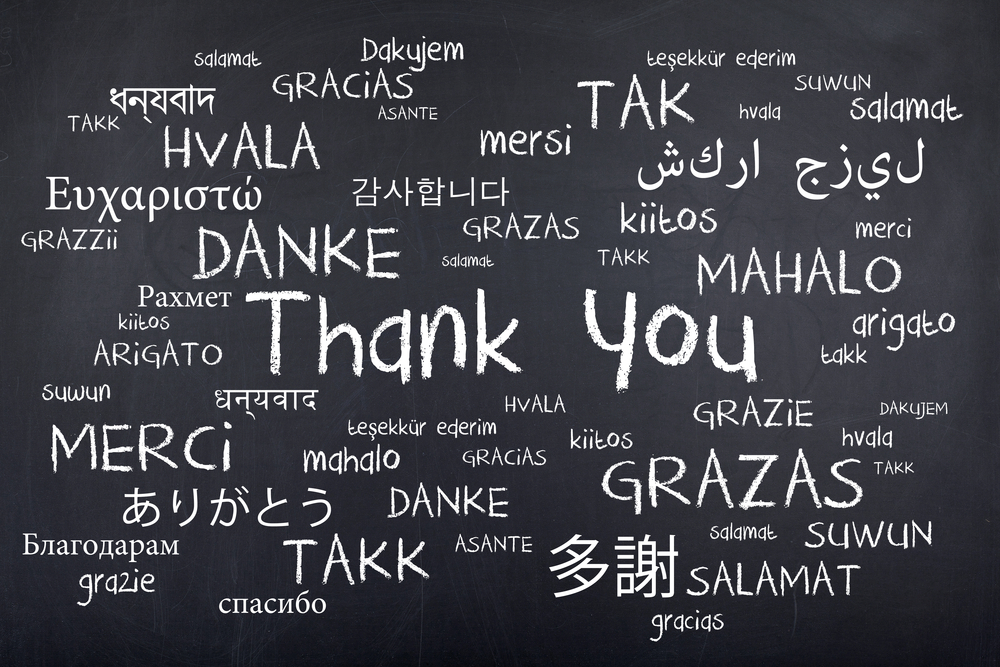 Dakujem
salamat
teşekkür ederim
GRACiAS
SUWUN
धन्‌यवाद
TAK
salamat
ASANTE
hvala
TAKK
HVALA
mersi
ليزج اركش
Ευχαριστώ
감사합니다
kiitos
GRAZAS
merci
GRAZZii
DANKE
salamat
TAKK
MAHALO
Рахмет
Thank You
kiitos
arigato
ARiGATO
takk
suwun
धन्‌यवाद
HVALA
GRAZiE
DAKUJEM
MERCi
teşekkür ederim
kiitos
hvala
mahalo
GRACiAS
GRAZAS
TAKK
ありがとう
DANKE
Благодарам
TAKK
ASANTE
多謝
salamat
SUWUN
grazie
SALAMAT
спасибо
gracias